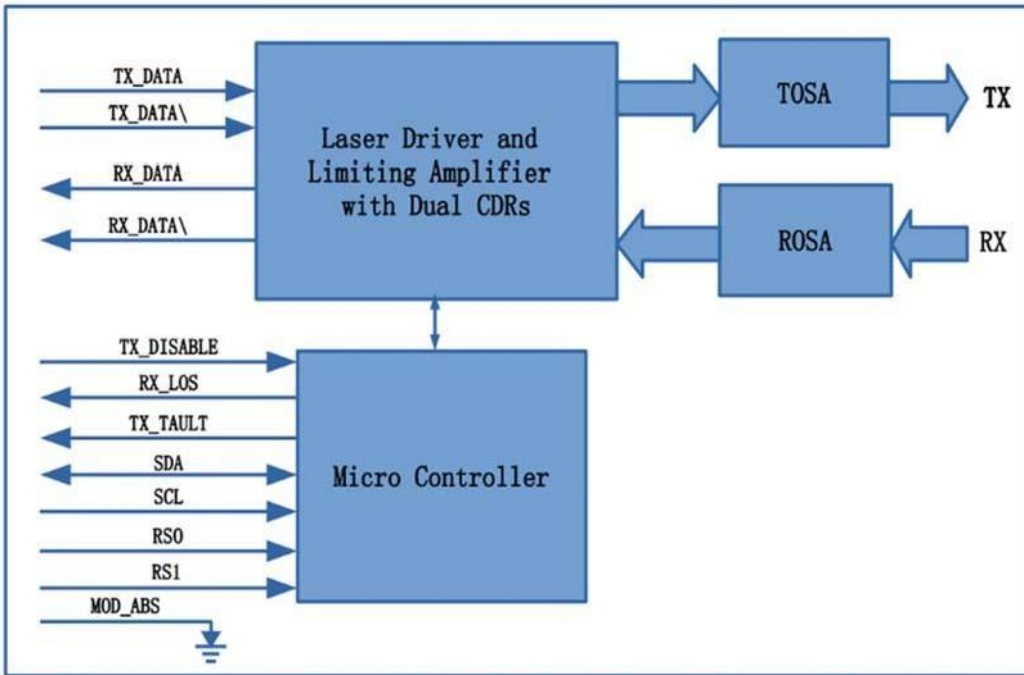 TX_DATA
TX_DATA\
RX_DATA
RX_DATA\
Laser Driver and
Limiting Amplifier
with Dual CDRs
TOSA
TX
ROSA
RX
TX_DISABLE
RX_LOS
TX_TAULT
SDA
SCL
RS0
RS1
MOD_ABS
Micro Controller